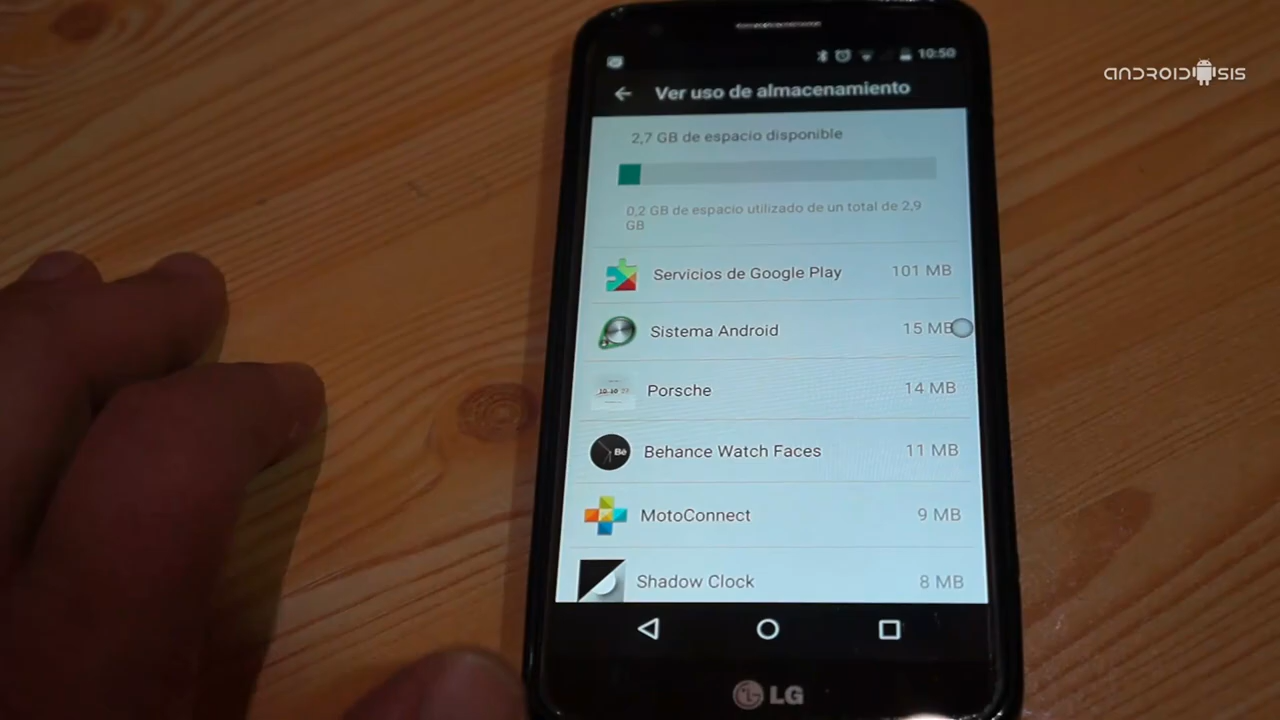 ANDROIDSIS
10:50
Ver uso de almacenamiento
2,7 GB de espacio disponible
0,2 GB de espacio utilizado de un total de 2,9
GB
Servicios de Google Play 101 MB
Sistema Android 15 MB
Porsche 14 MB
Behance Watch Faces 11 MB
Bē
MotoConnect 9 MB
Shadow Clock 8 MB
LG